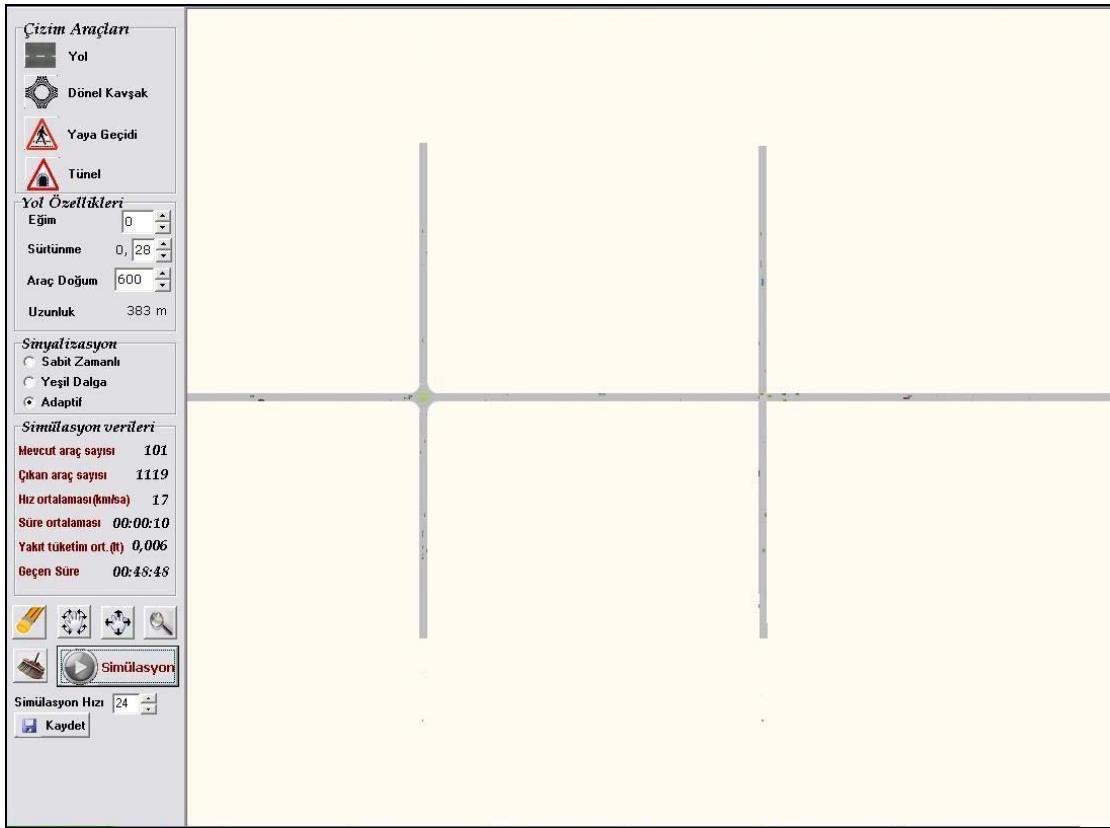 Çizim Araçları
Yol
Dönel Kavşak
Yaya Geçidi
Tünel
Yol Özellikleri
Eğim 0
Sürtünme 0, 28
Araç Doğum 600
Uzunluk 383 m
Sinyalizasyon
Sabit Zamanlı
Yeşil Dalga
Adaptif
Simülasyon verileri
Mevcut araç sayısı 101
Çıkan araç sayısı 1119
Hız ortalaması(km/sa) 17
Süre ortalaması 00:00:10
Yakıt tüketim ort.(lt) 0,006
Geçen Süre 00:48:48
Simülasyon
Simülasyon Hızı 24
Kaydet